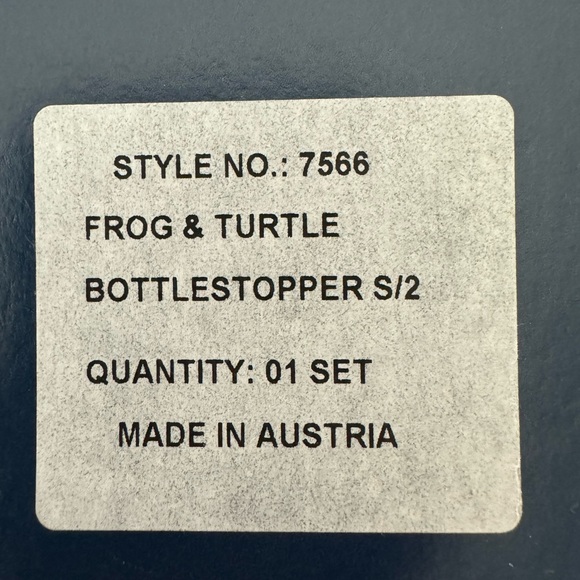 STYLE NO.: 7566
FROG & TURTLE
BOTTLESTOPPER S/2
QUANTITY: 01 SET
MADE IN AUSTRIA